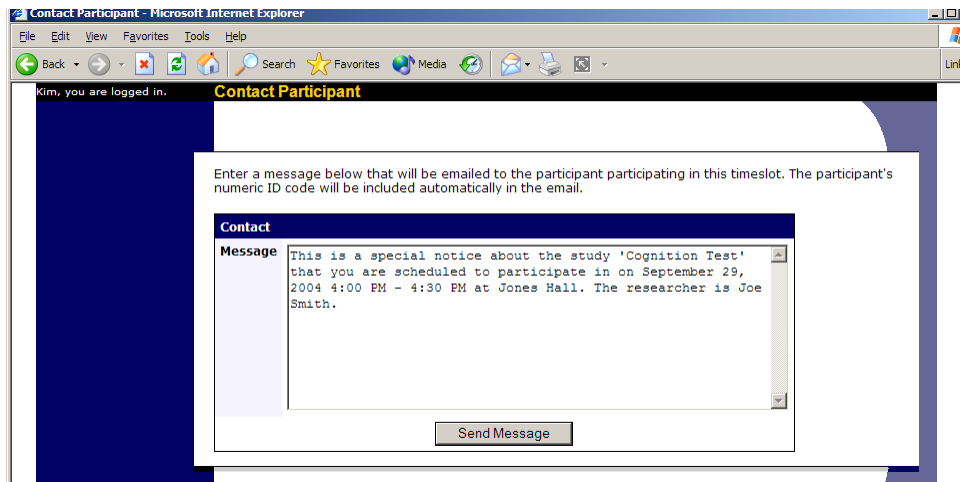 Contact Participant - Microsoft Internet Explorer
File Edit View Favorites Tools Help
Back Search Favorites Media
Kim, you are logged in.
Contact Participant
Enter a message below that will be emailed to the participant participating in this timeslot. The participant's
numeric ID code will be included automatically in the email.
Contact
Message
This is a special notice about the study 'Cognition Test'
that you are scheduled to participate in on September 29,
2004 4:00 PM - 4:30 PM at Jones Hall. The researcher is Joe
Smith.
Send Message